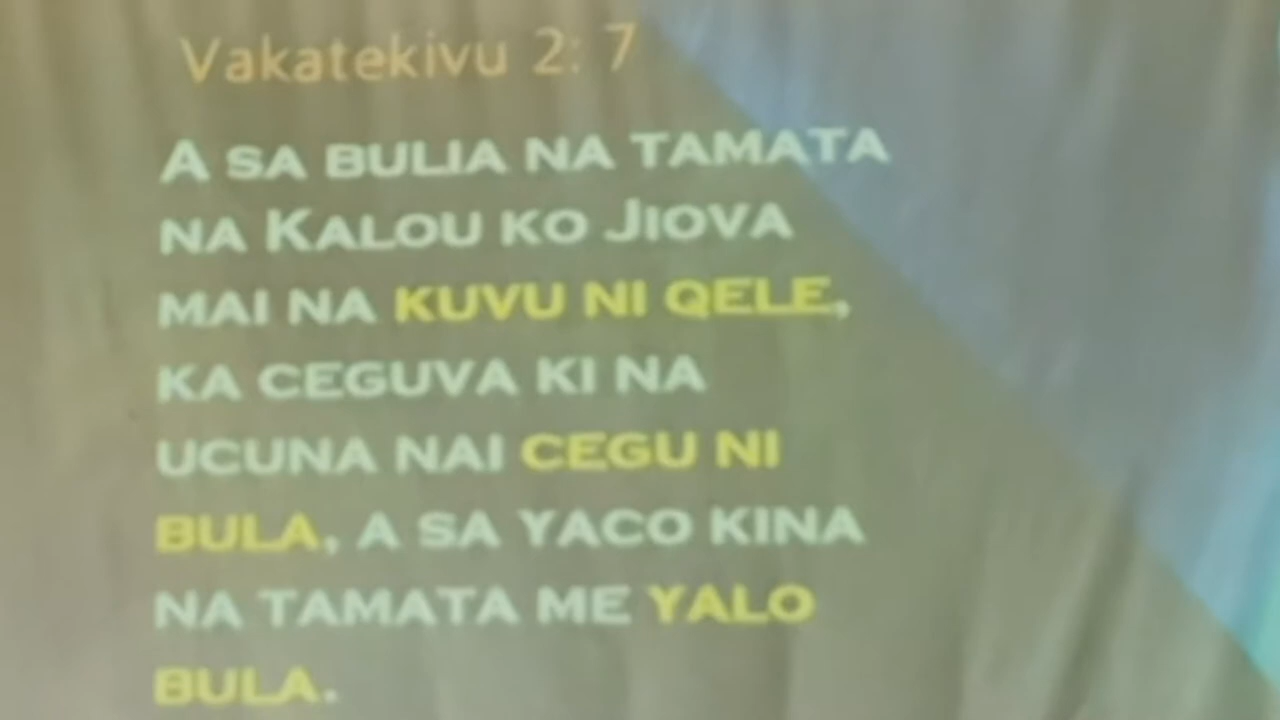 Vakatekivu 2: 7
A SA BULIA NA TAMATA
NA KALOU KO JIOVA
MAI NA KUVU NI QELE,
KA CEGUVA KI NA
UCUNA NAI CEGU NI
BULA, A SA YACO KINA
NA TAMATA ME YALO
BULA.